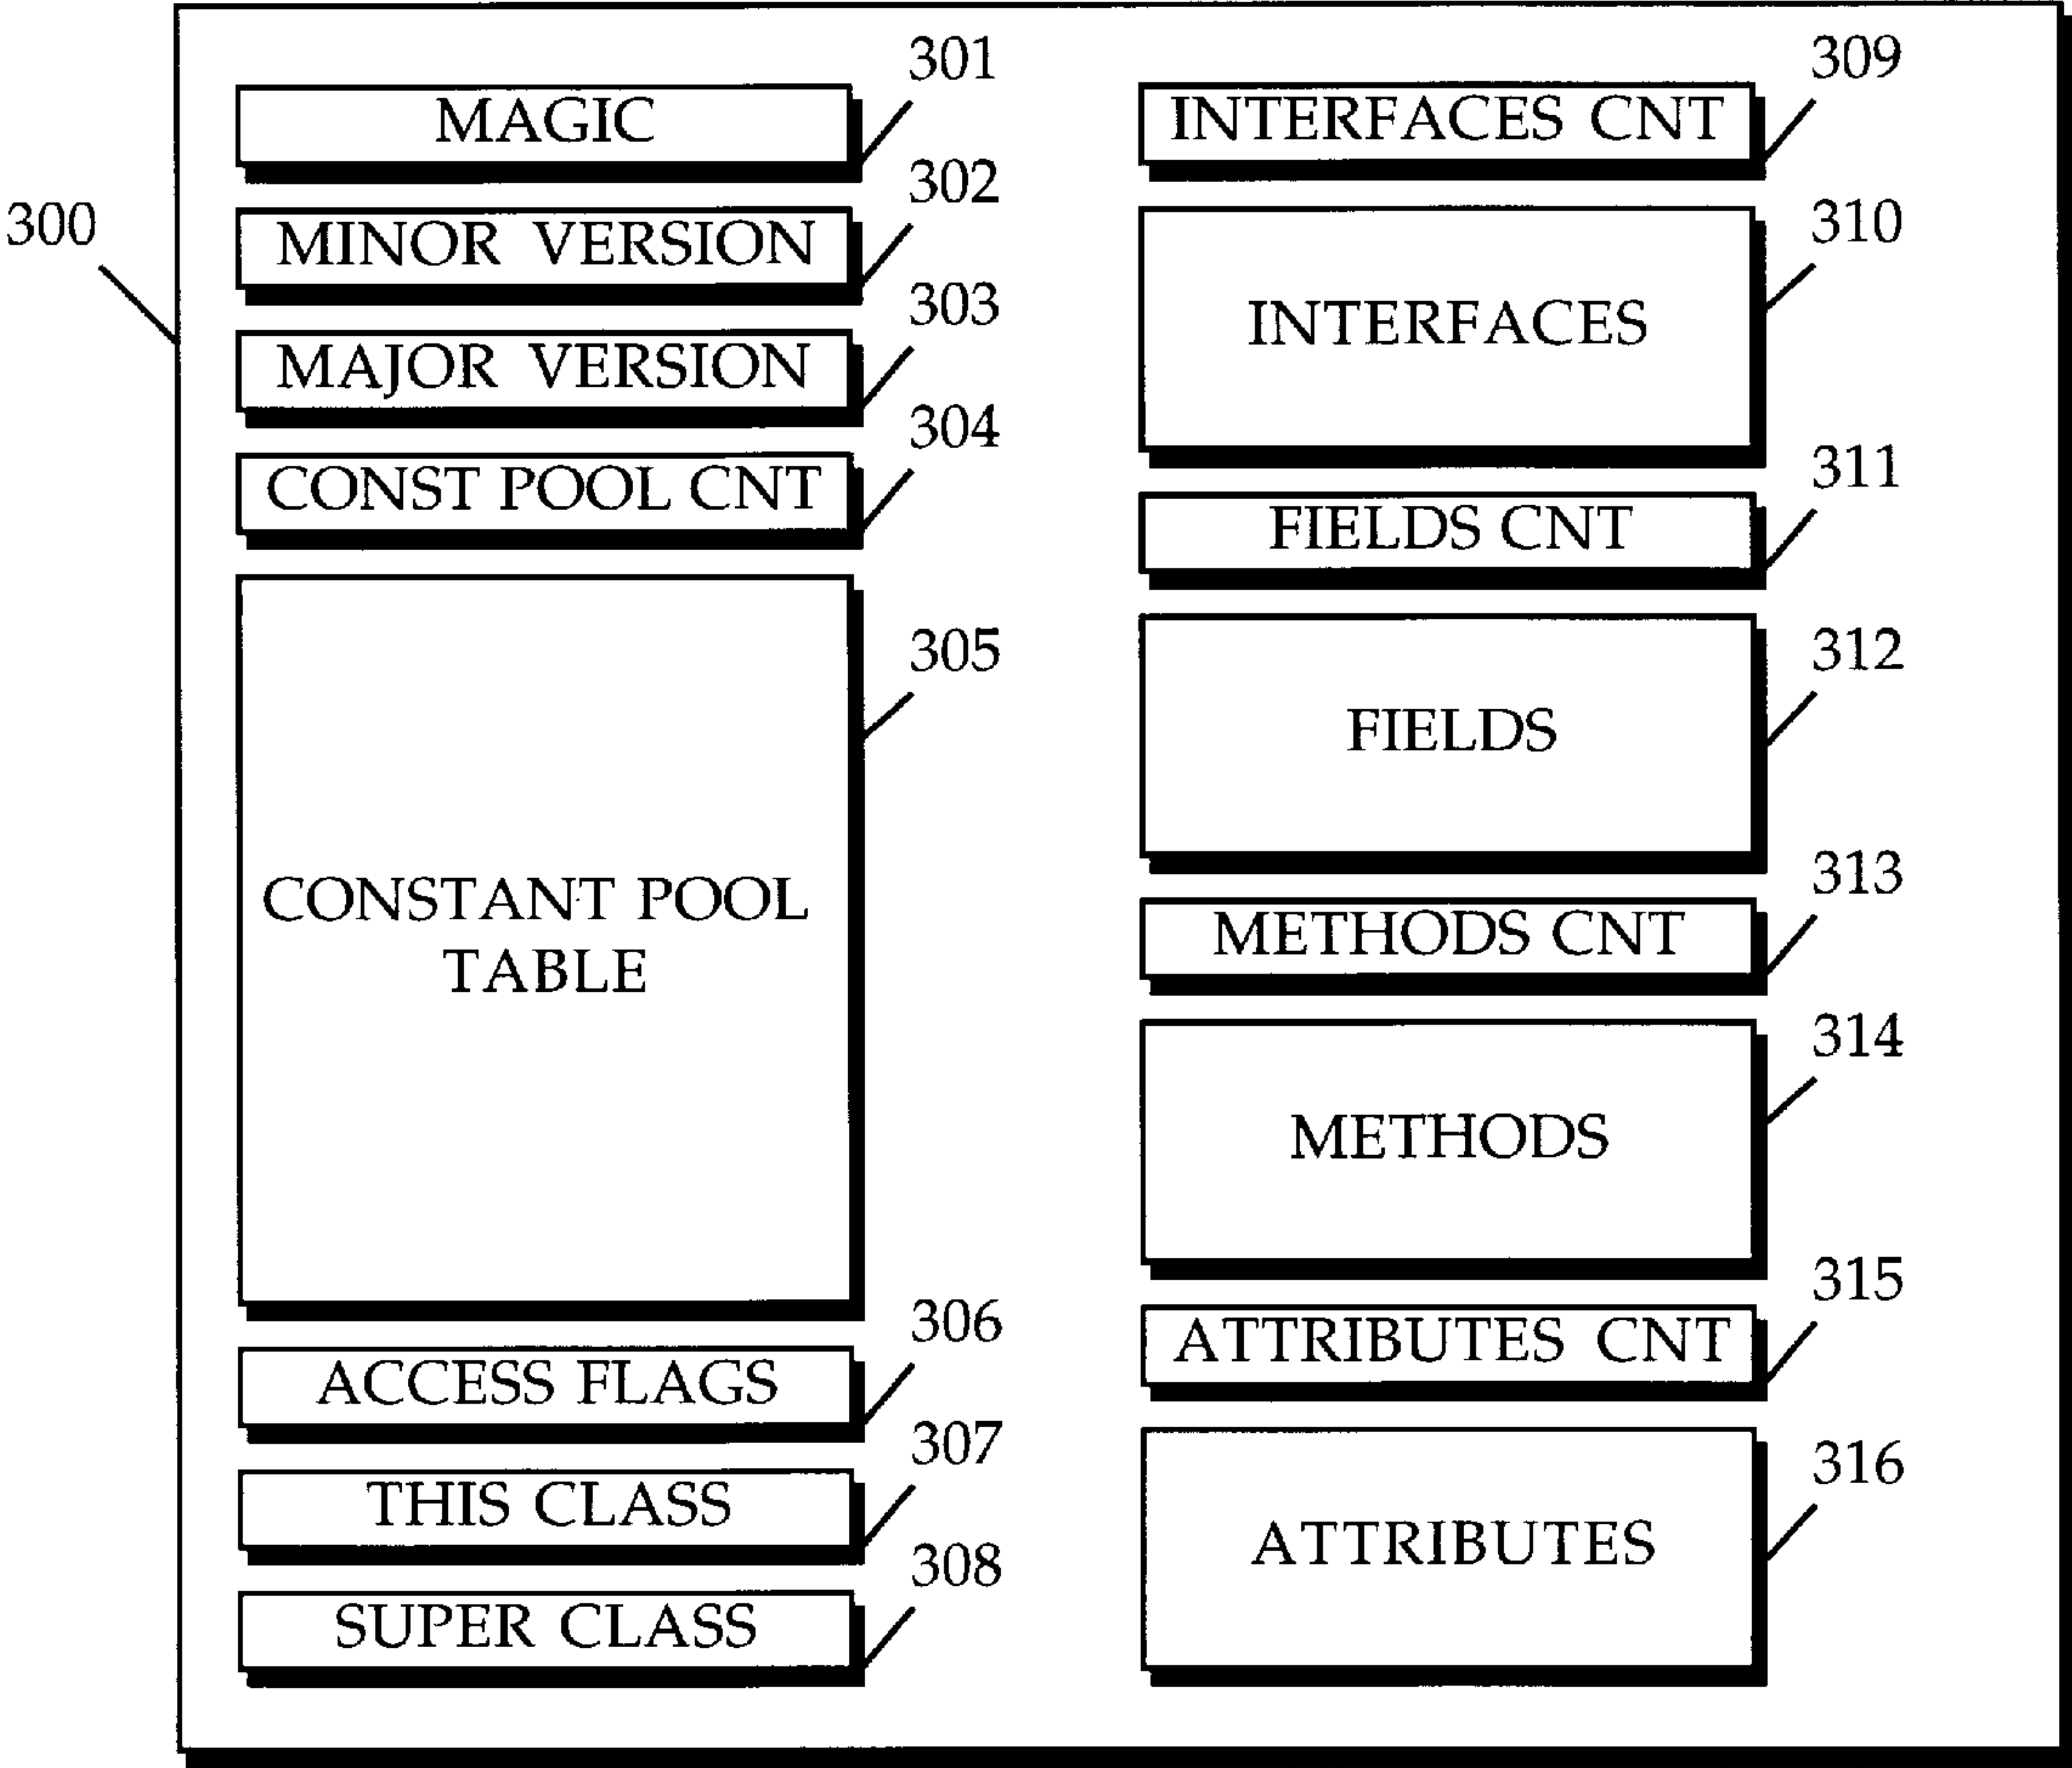 300
MAGIC
301
MINOR VERSION
302
MAJOR VERSION
303
CONST POOL CNT
304
CONSTANT POOL
TABLE
305
ACCESS FLAGS
306
THIS CLASS
307
SUPER CLASS
308
INTERFACES CNT
309
INTERFACES
310
FIELDS CNT
311
FIELDS
312
METHODS CNT
313
METHODS
314
ATTRIBUTES CNT
315
ATTRIBUTES
316